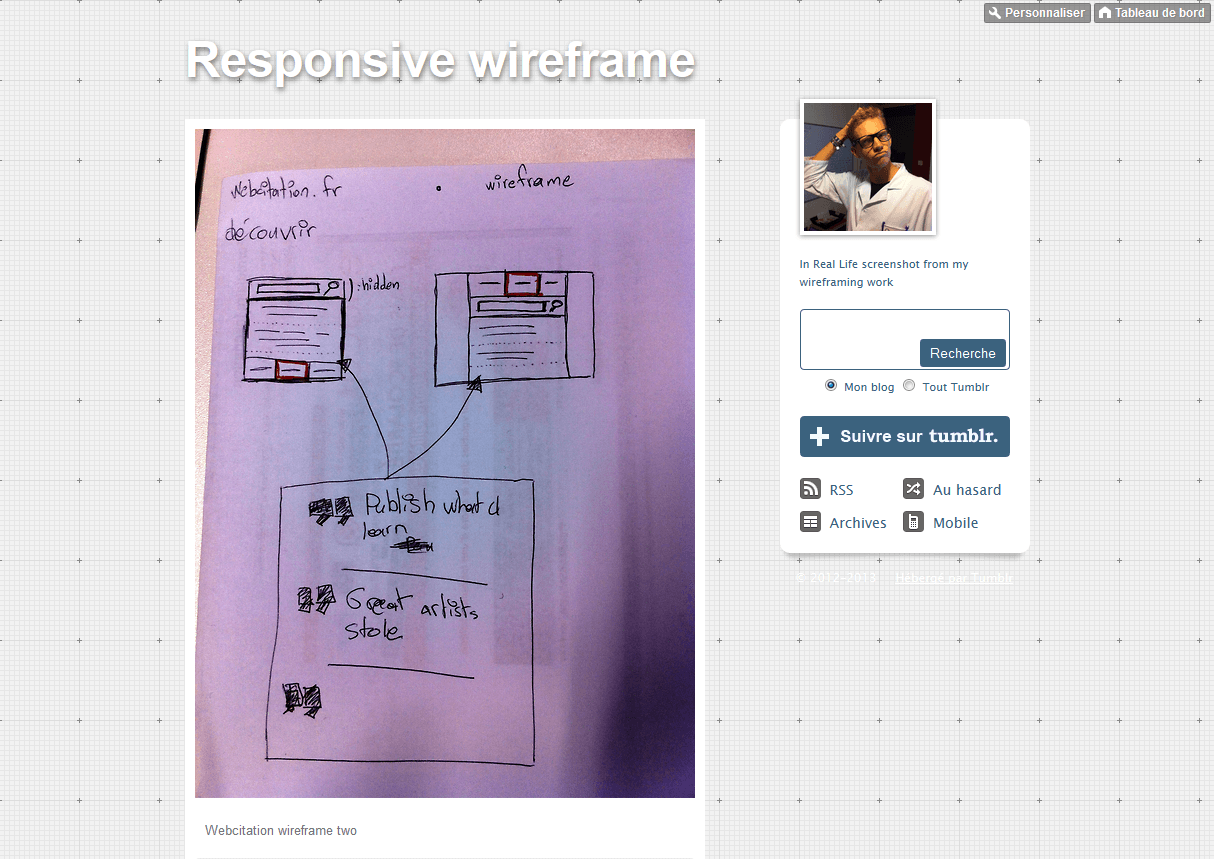 Personnaliser
Tableau de bord
Responsive wireframe
Webcitation.fr • wireframe
découvrir
:hidden
Publish what u
learn
Great artists
stole
Webcitation wireframe two
In Real Life screenshot from my
wireframing work
Recherche
Mon blog
Tout Tumblr
Suivre sur tumblr.
RSS
Au hasard
Archives
Mobile
© 2012–2013
Hébergé par Tumblr